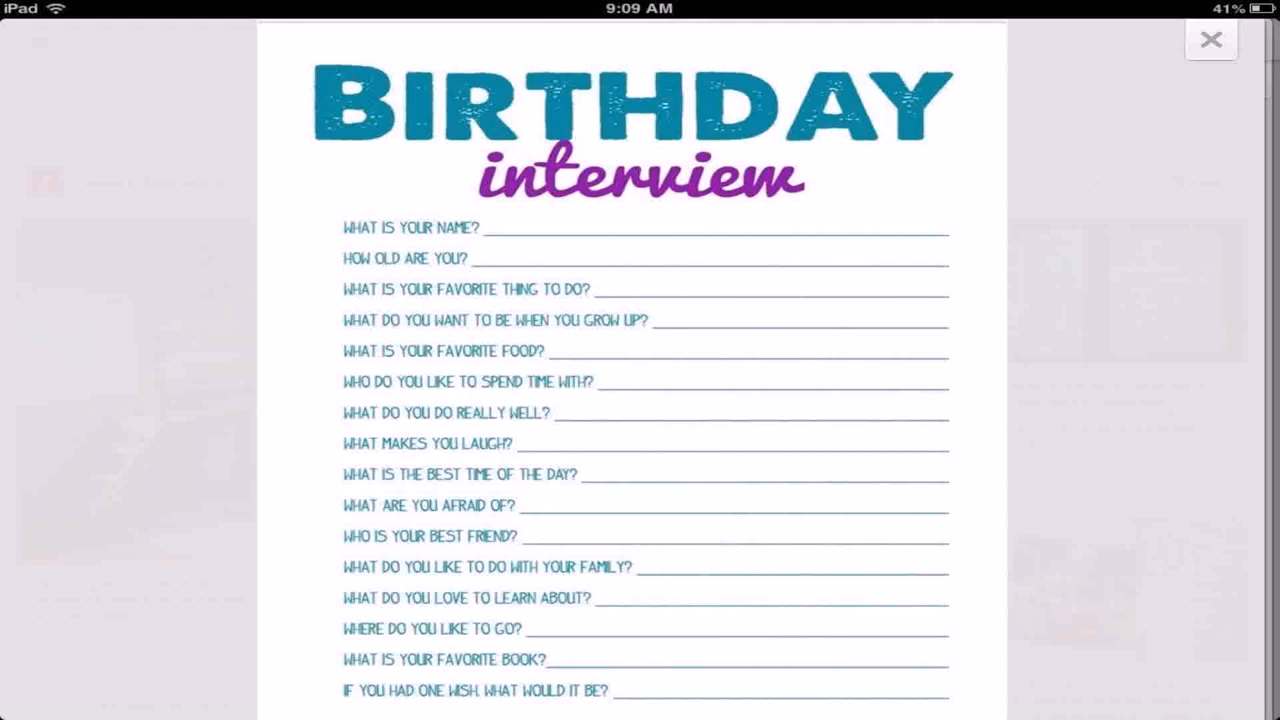 iPad 9:09 AM 41%
BIRTHDAY
interview
WHAT IS YOUR NAME?
HOW OLD ARE YOU?
WHAT IS YOUR FAVORITE THING TO DO?
WHAT DO YOU WANT TO BE WHEN YOU GROW UP?
WHAT IS YOUR FAVORITE FOOD?
WHO DO YOU LIKE TO SPEND TIME WITH?
WHAT DO YOU DO REALLY WELL?
WHAT MAKES YOU LAUGH?
WHAT IS THE BEST TIME OF THE DAY?
WHAT ARE YOU AFRAID OF?
WHO IS YOUR BEST FRIEND?
WHAT DO YOU LIKE TO DO WITH YOUR FAMILY?
WHAT DO YOU LOVE TO LEARN ABOUT?
WHERE DO YOU LIKE TO GO?
WHAT IS YOUR FAVORITE BOOK?
IF YOU HAD ONE WISH, WHAT WOULD IT BE?